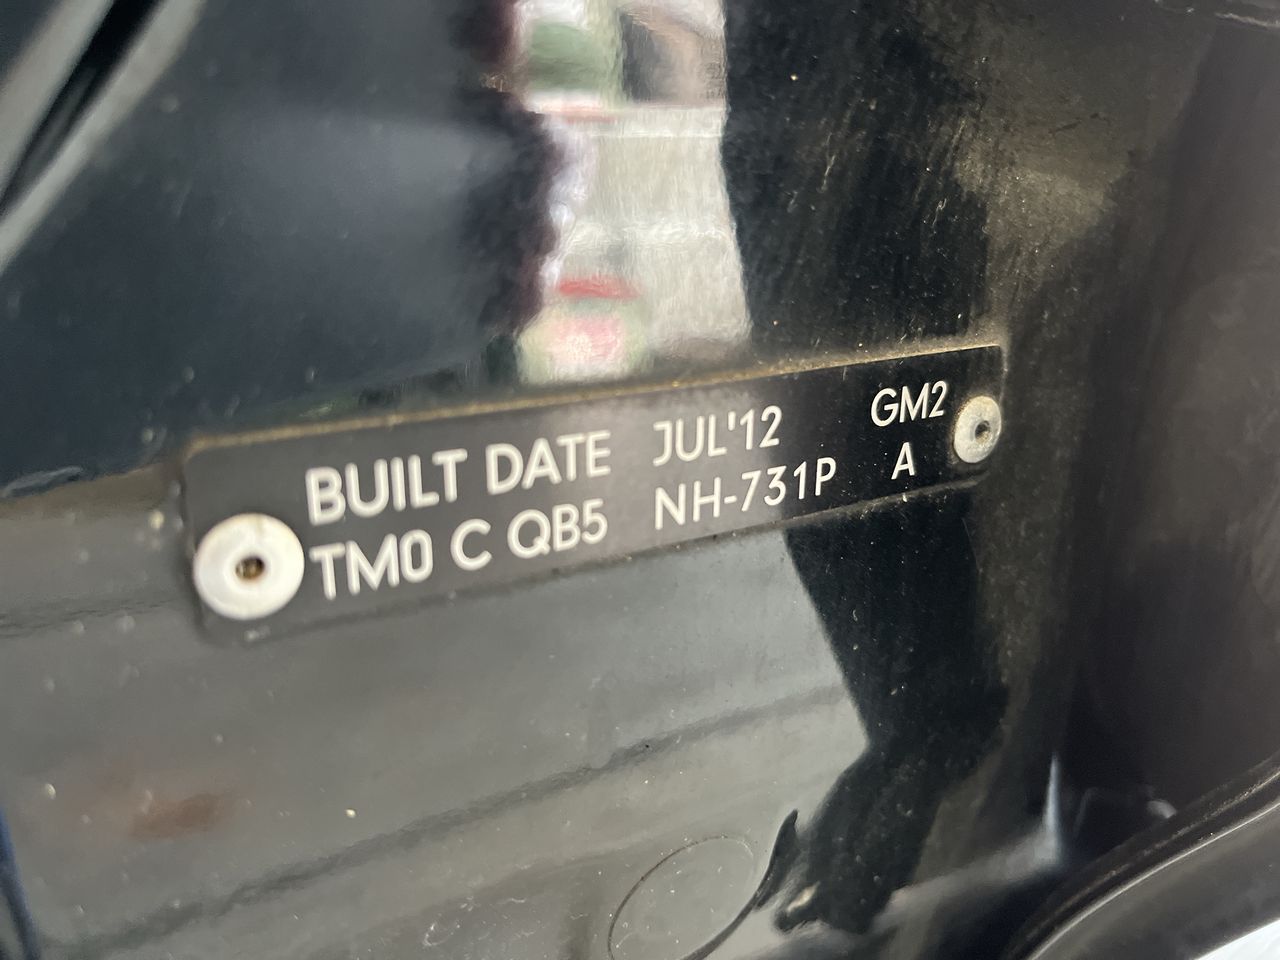 BUILT DATE JUL'12 GM2
TM0 C QB5 NH-731P A